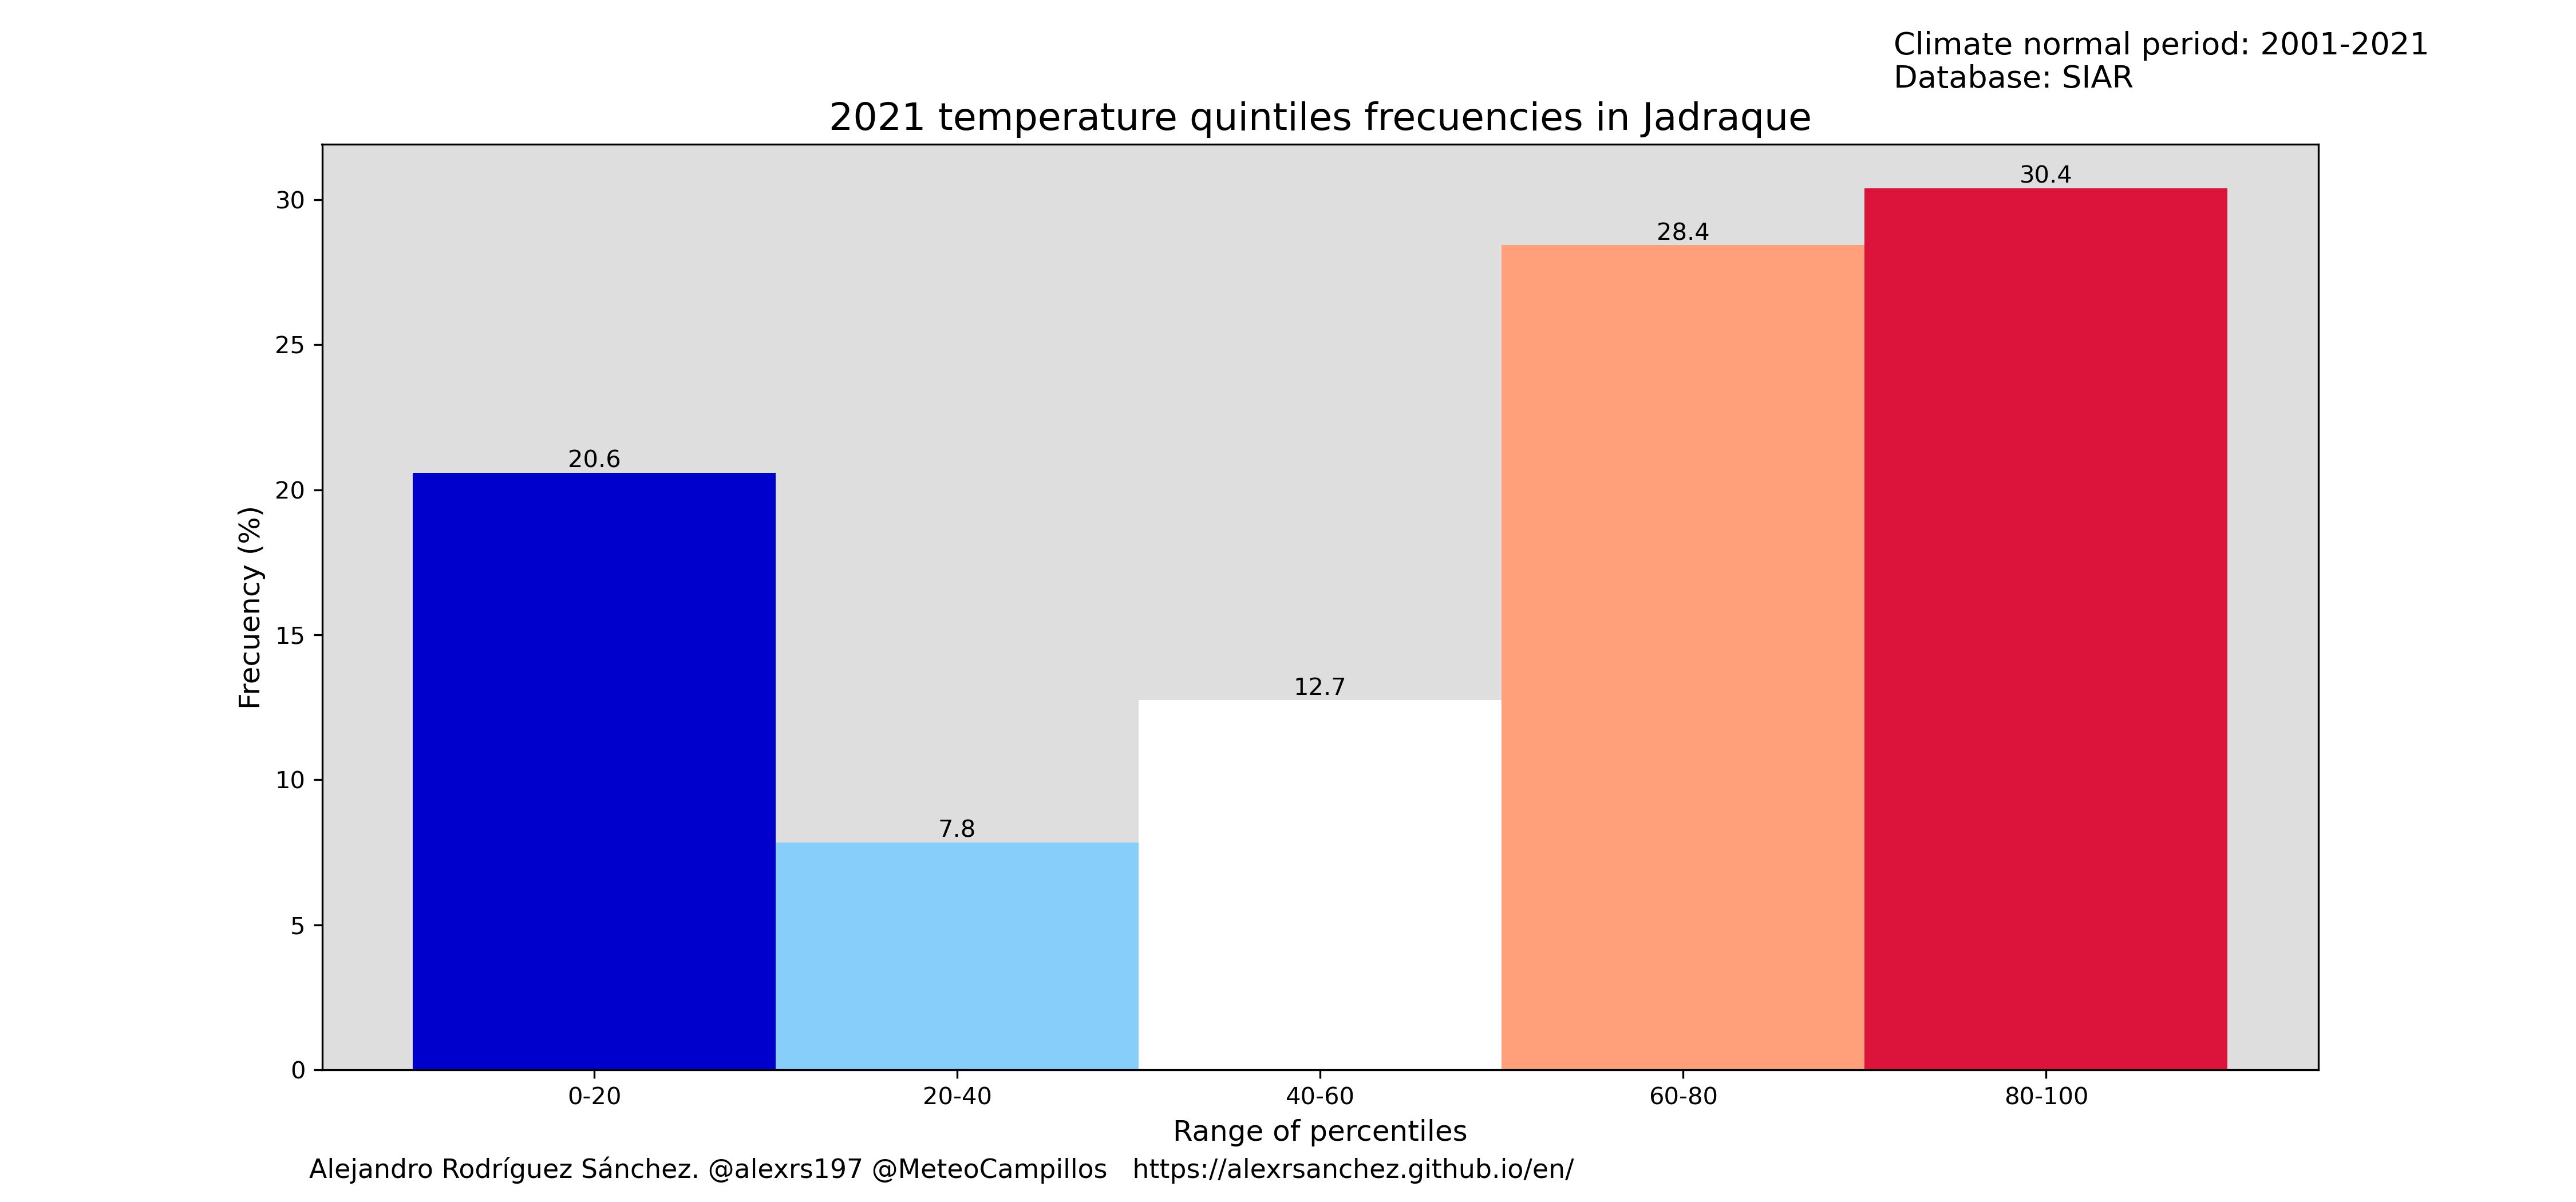 Climate normal period: 2001-2021
Database: SIAR
2021 temperature quintiles frecuencies in Jadraque
30.4
30
28.4
25
20.6
20
Frecuency (%)
15
12.7
10
7.8
5
0
0-20 20-40 40-60 60-80 80-100
Range of percentiles
Alejandro Rodríguez Sánchez. @alexrs197 @MeteoCampillos https://alexrsanchez.github.io/en/